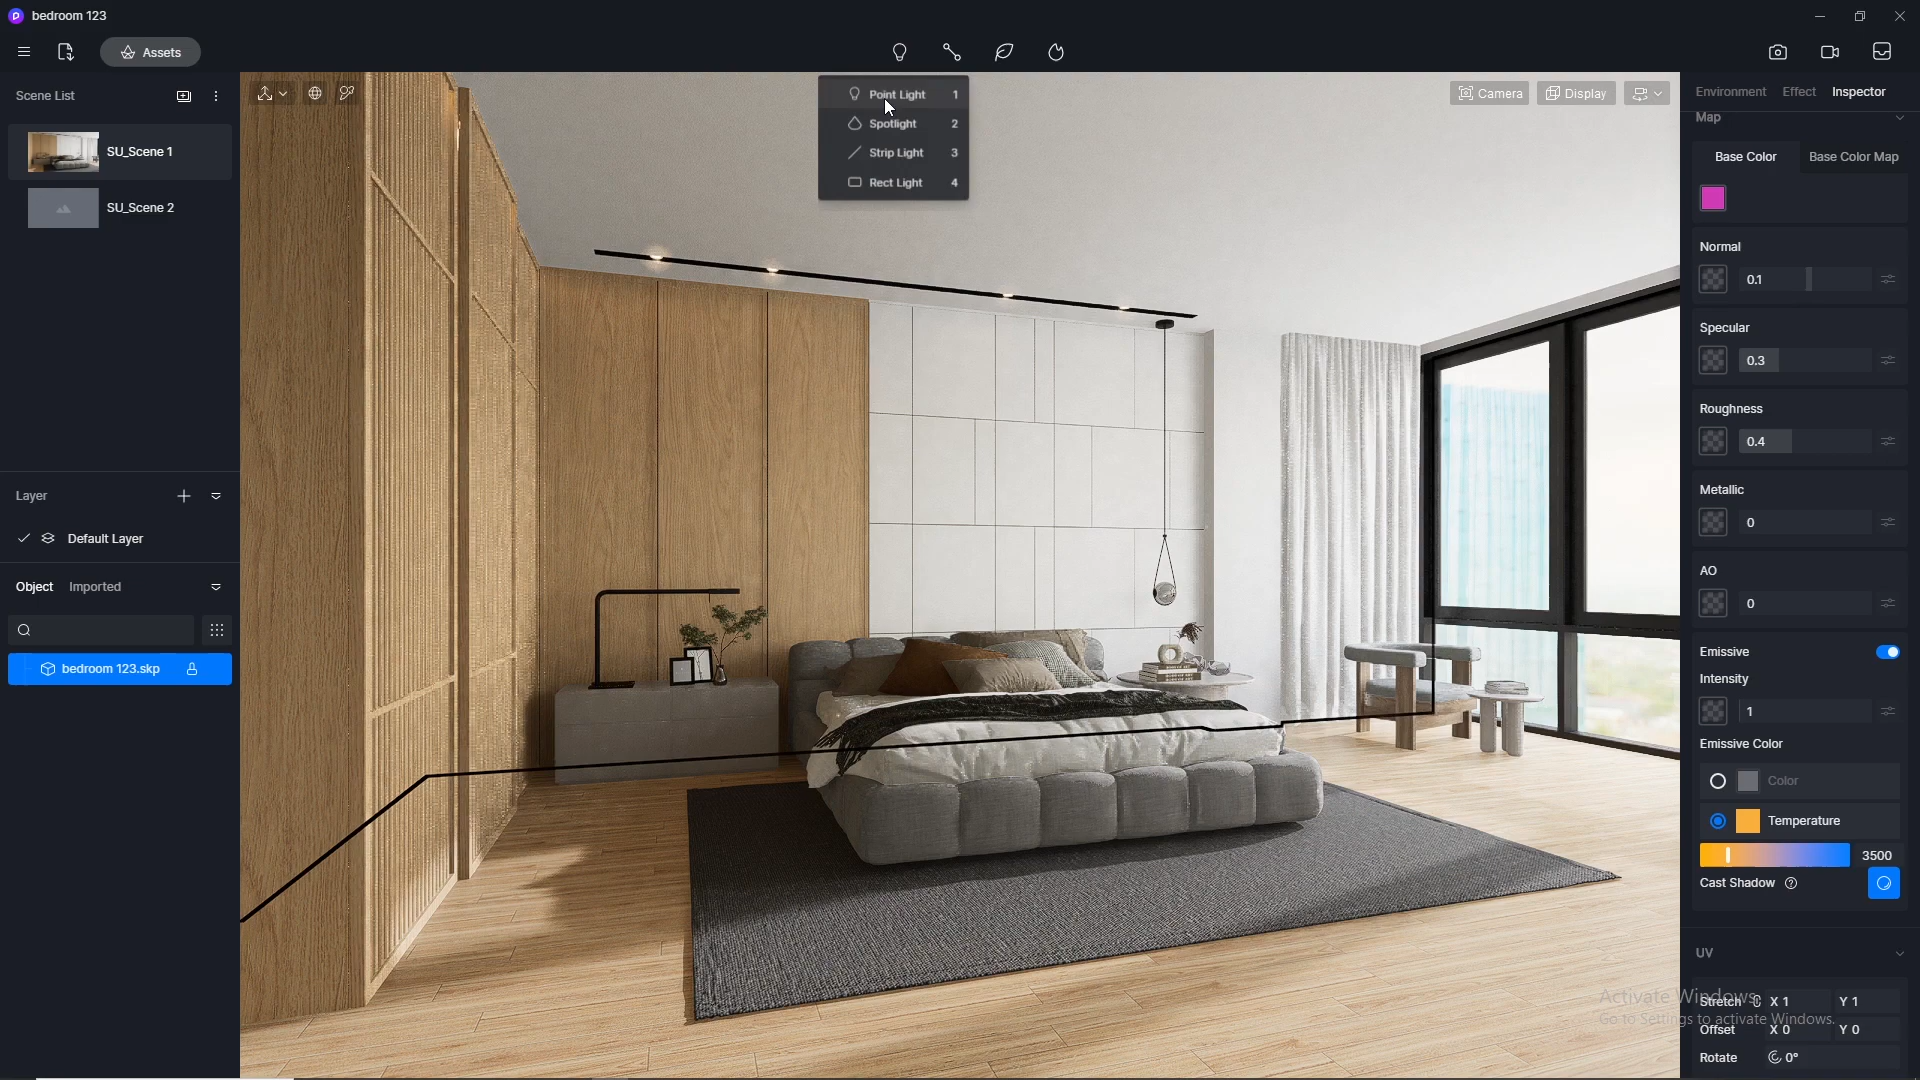 bedroom 123
Assets
Scene List
SU_Scene 1
SU_Scene 2
Layer
Default Layer
Object Imported
bedroom 123.skp
Point Light 1
Spotlight 2
Strip Light 3
Rect Light 4
Camera Display
Environment Effect Inspector
Map
Base Color Base Color Map
Normal
0.1
Specular
0.3
Roughness
0.4
Metallic
0
AO
0
Emissive
Intensity
1
Emissive Color
Color
Temperature
3500
Cast Shadow
UV
Activate Windows
Go to Settings to activate Windows.
Stretch X 1 Y 1
Offset X 0 Y 0
Rotate 0°